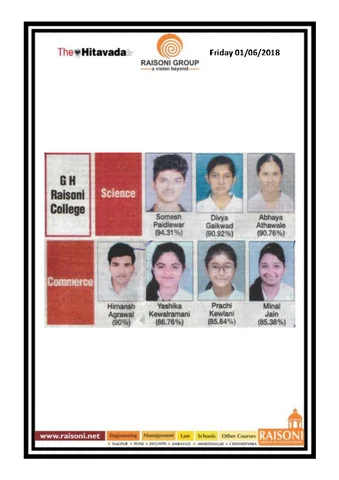 The Hitavada
RAISONI GROUP
a vision beyond
Friday 01/06/2018
G H
Raisoni
College
Science
Somesh
Paidlewar
(94.31%)
Divya
Gaikwad
(90.92%)
Abhaya
Athawale
(90.76%)
Commerce
Himansh
Agrawal
(90%)
Yashika
Kewalramani
(86.76%)
Prachi
Kewlani
(85.84%)
Minal
Jain
(85.38%)
www.raisoni.net
Engineering Management Law Schools Other Courses
NAGPUR PUNE JALGAON AMRAVATI AHMEDNAGAR CHHINDWARA
RAISONI